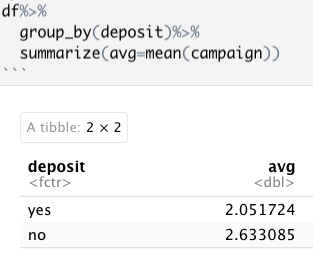 df%>%
group_by(deposit)%>%
summarize(avg=mean(campaign))
```
A tibble: 2 × 2
deposit avg
<fctr> <dbl>
yes 2.051724
no 2.633085